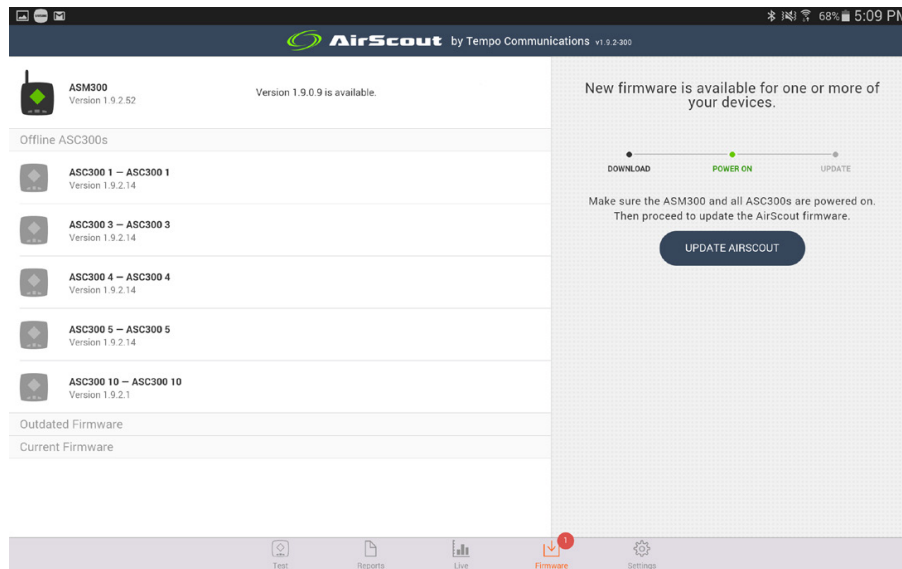 68% 5:09 PM
AirScout by Tempo Communications v1.9.2-300
ASM300
Version 1.9.2.52
Version 1.9.0.9 is available.
Offline ASC300s
ASC300 1 — ASC300 1
Version 1.9.2.14
ASC300 3 — ASC300 3
Version 1.9.2.14
ASC300 4 — ASC300 4
Version 1.9.2.14
ASC300 5 — ASC300 5
Version 1.9.2.14
ASC300 10 — ASC300 10
Version 1.9.2.1
Outdated Firmware
Current Firmware
New firmware is available for one or more of
your devices.
DOWNLOAD POWER ON UPDATE
Make sure the ASM300 and all ASC300s are powered on.
Then proceed to update the AirScout firmware.
UPDATE AIRSCOUT
1
Test Reports Live Firmware Settings